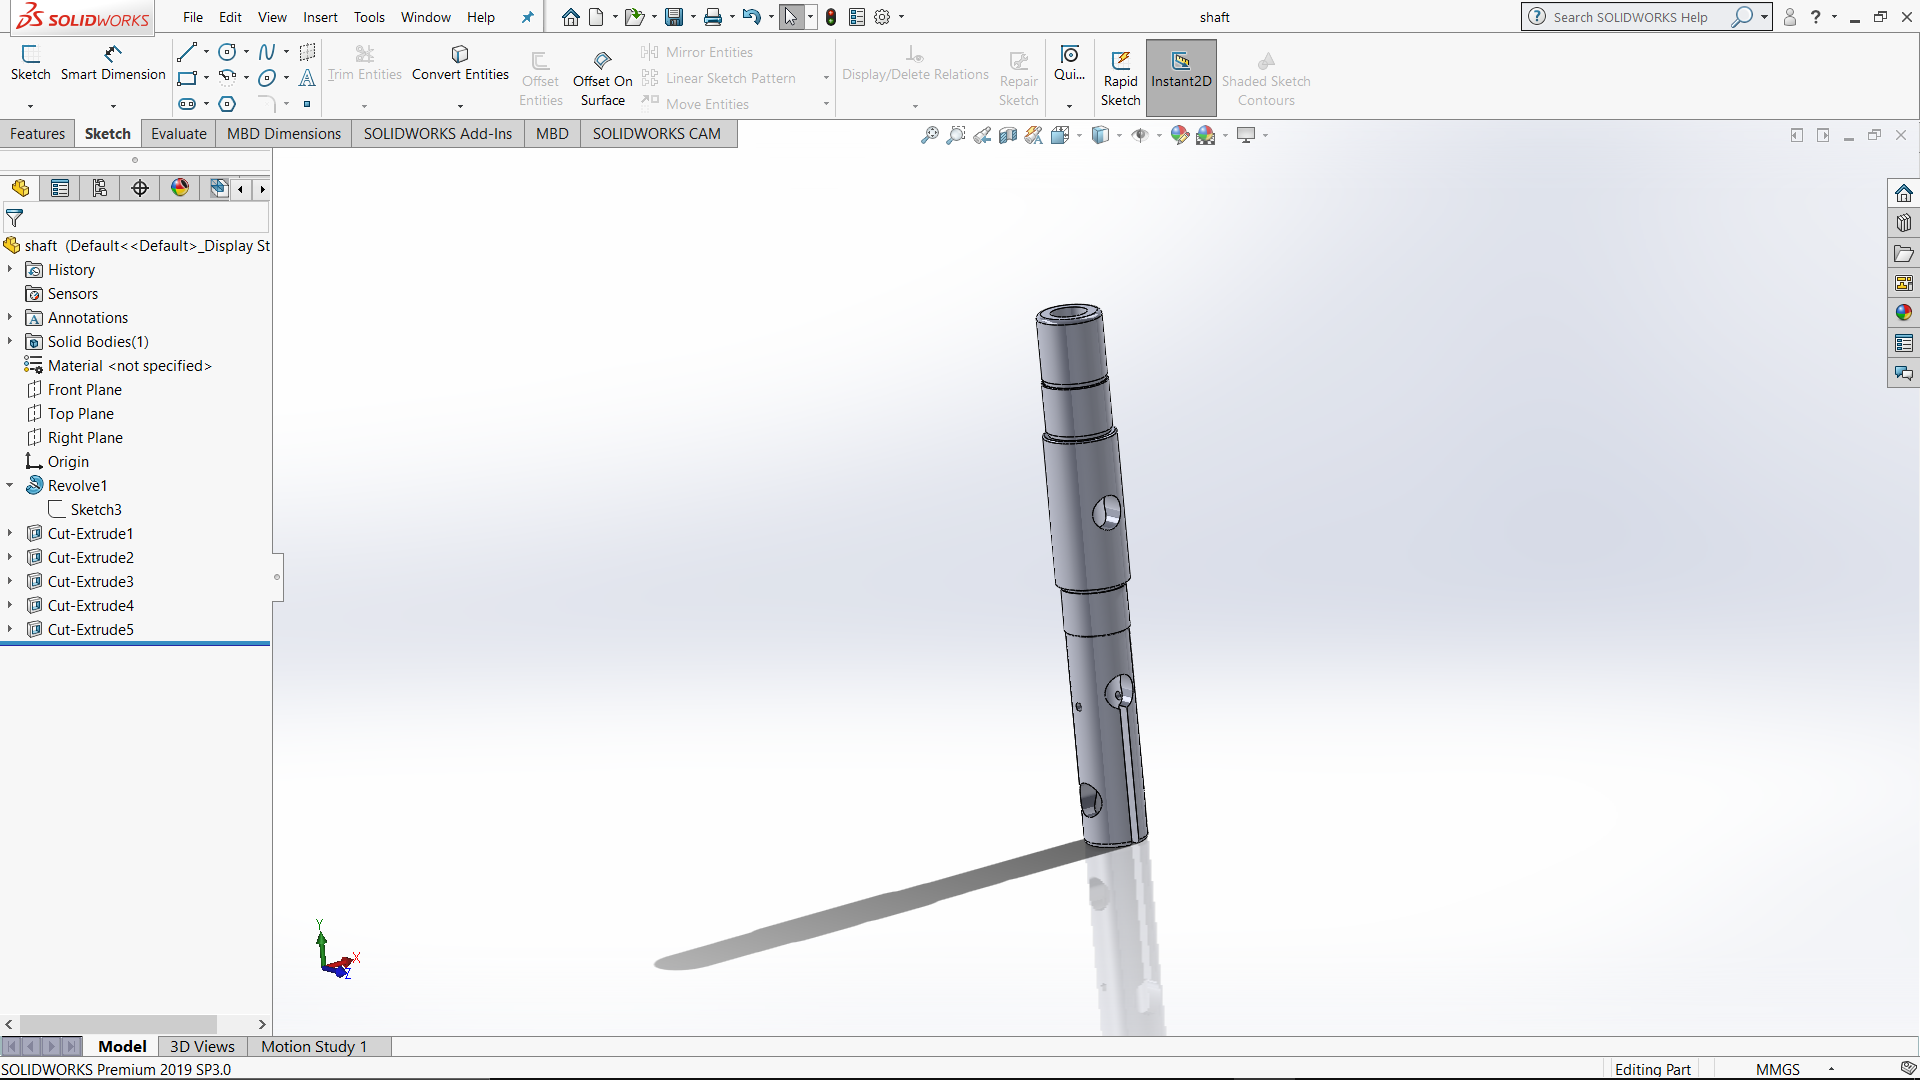 SOLIDWORKS File Edit View Insert Tools Window Help shaft Search SOLIDWORKS Help ?
Sketch Smart Dimension Trim Entities Convert Entities Offset Entities Offset On Surface Mirror Entities Display/Delete Relations Repair Sketch Qui... Rapid Sketch Instant2D Shaded Sketch Contours
Linear Sketch Pattern
Move Entities
Features Sketch Evaluate MBD Dimensions SOLIDWORKS Add-Ins MBD SOLIDWORKS CAM
shaft (Default<<Default>_Display St
History
Sensors
Annotations
Solid Bodies(1)
Material <not specified>
Front Plane
Top Plane
Right Plane
Origin
Revolve1
Sketch3
Cut-Extrude1
Cut-Extrude2
Cut-Extrude3
Cut-Extrude4
Cut-Extrude5
Y
X
Z
Model 3D Views Motion Study 1
SOLIDWORKS Premium 2019 SP3.0 Editing Part MMGS